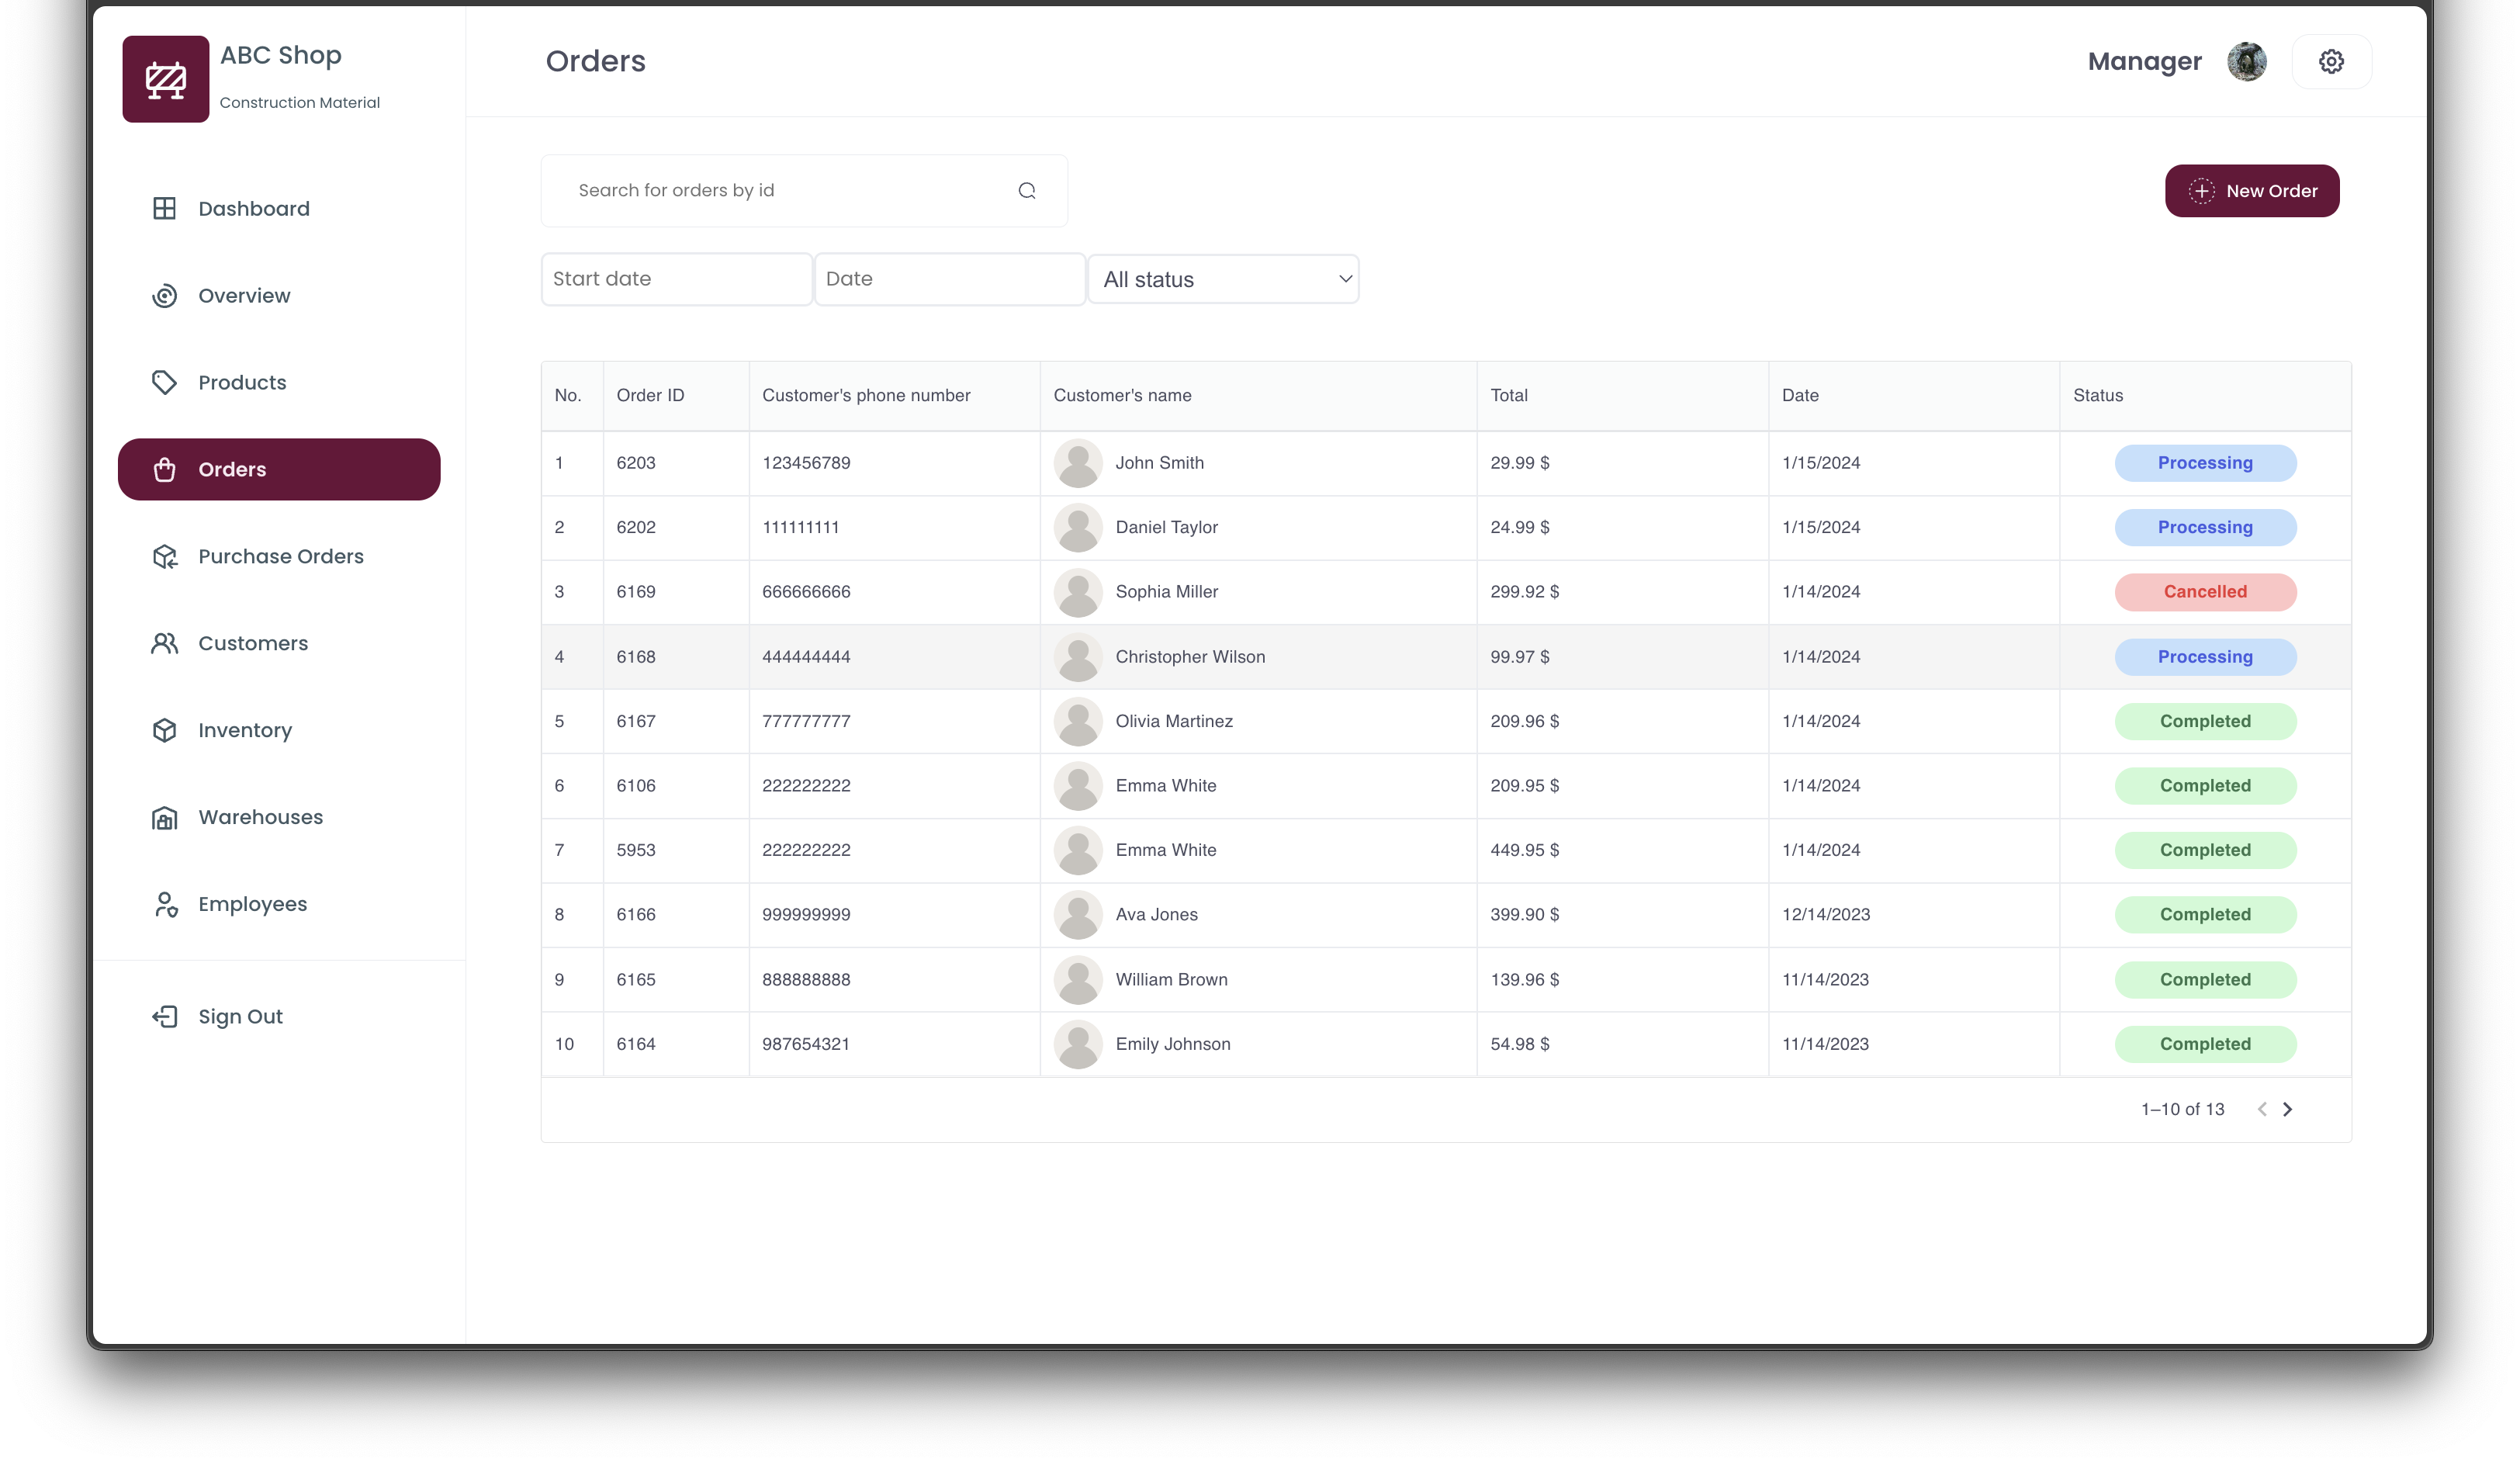 ABC Shop
Construction Material
Dashboard
Overview
Products
Orders
Purchase Orders
Customers
Inventory
Warehouses
Employees
Sign Out
Orders
Manager
Search for orders by id
New Order
Start date
Date
All status
No. Order ID Customer's phone number Customer's name Total Date Status
1 6203 123456789 John Smith 29.99 $ 1/15/2024 Processing
2 6202 111111111 Daniel Taylor 24.99 $ 1/15/2024 Processing
3 6169 666666666 Sophia Miller 299.92 $ 1/14/2024 Cancelled
4 6168 444444444 Christopher Wilson 99.97 $ 1/14/2024 Processing
5 6167 777777777 Olivia Martinez 209.96 $ 1/14/2024 Completed
6 6106 222222222 Emma White 209.95 $ 1/14/2024 Completed
7 5953 222222222 Emma White 449.95 $ 1/14/2024 Completed
8 6166 999999999 Ava Jones 399.90 $ 12/14/2023 Completed
9 6165 888888888 William Brown 139.96 $ 11/14/2023 Completed
10 6164 987654321 Emily Johnson 54.98 $ 11/14/2023 Completed
1–10 of 13